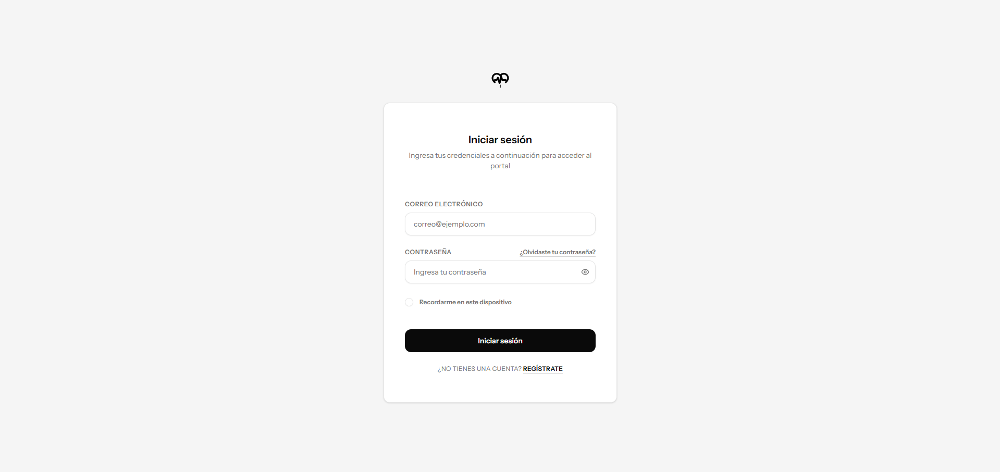 Iniciar sesión
Ingresa tus credenciales a continuación para acceder al
portal
CORREO ELECTRÓNICO
correo@ejemplo.com
CONTRASEÑA ¿Olvidaste tu contraseña?
Ingresa tu contraseña
Recordarme en este dispositivo
Iniciar sesión
¿NO TIENES UNA CUENTA? REGÍSTRATE